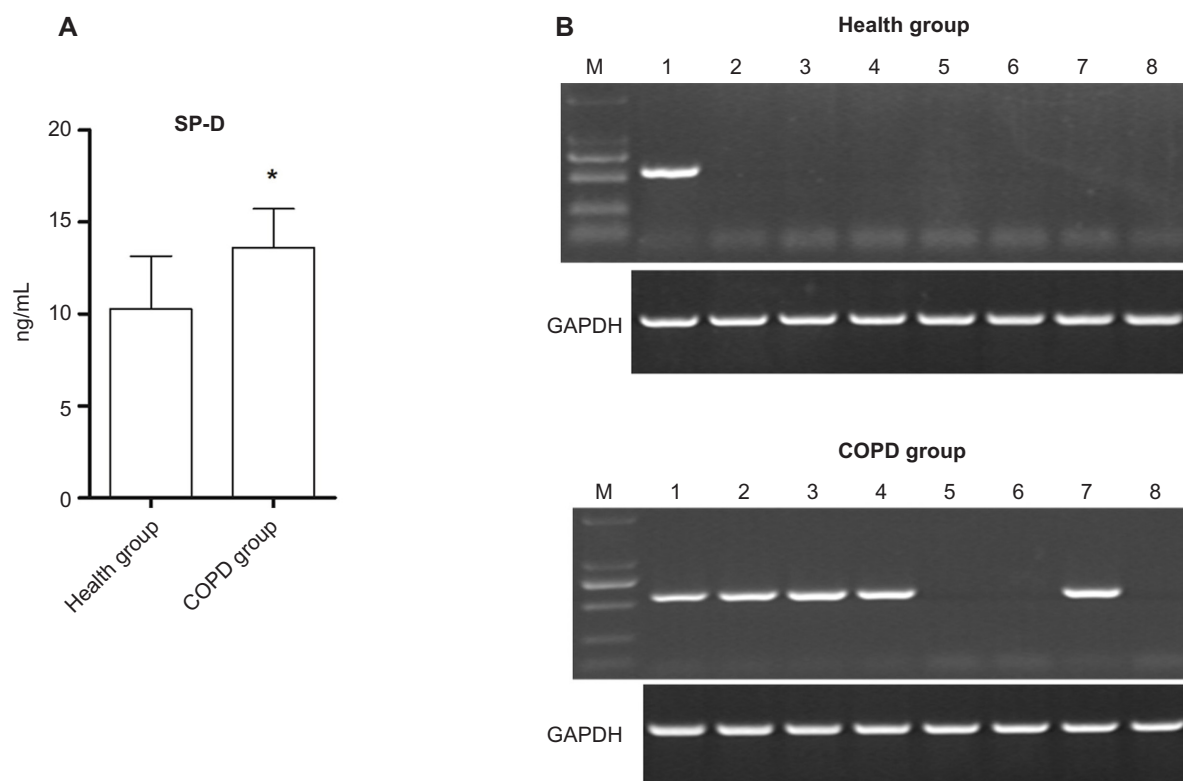 A
SP-D
ng/mL
20
15
10
5
0
*
Health group
COPD group
B
Health group
M 1 2 3 4 5 6 7 8
GAPDH
COPD group
M 1 2 3 4 5 6 7 8
GAPDH